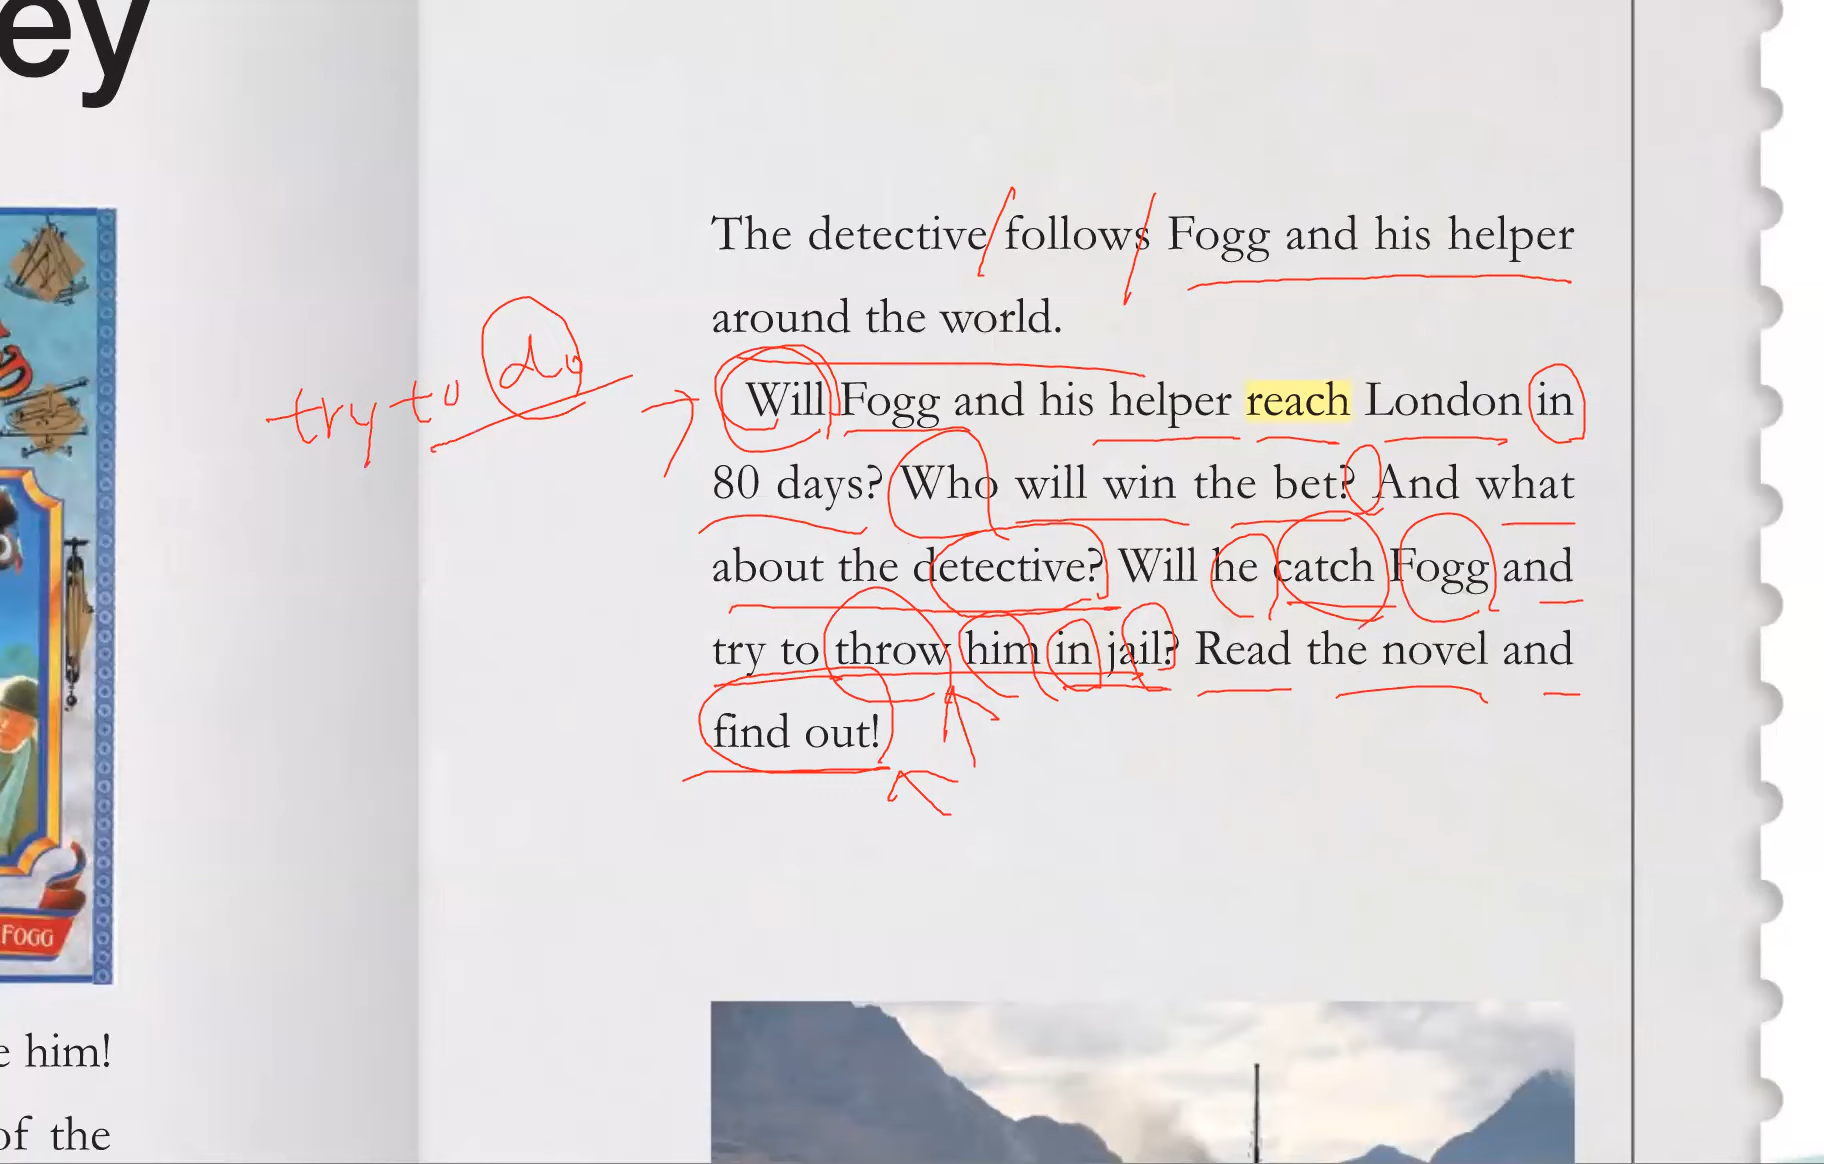 ey
FOGG
e him!
of the
The detective follows Fogg and his helper
around the world.
try to do
Will Fogg and his helper reach London in
80 days? Who will win the bet? And what
about the detective? Will he catch Fogg and
try to throw him in jail? Read the novel and
find out!